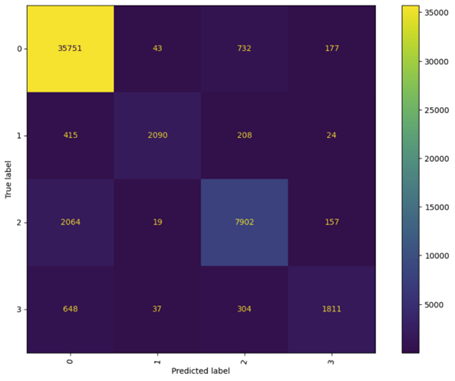 0 35751 43 732 177
1 415 2090 208 24
2 2064 19 7902 157
3 648 37 304 1811
0 1 2 3
True label
Predicted label
35000
30000
25000
20000
15000
10000
5000